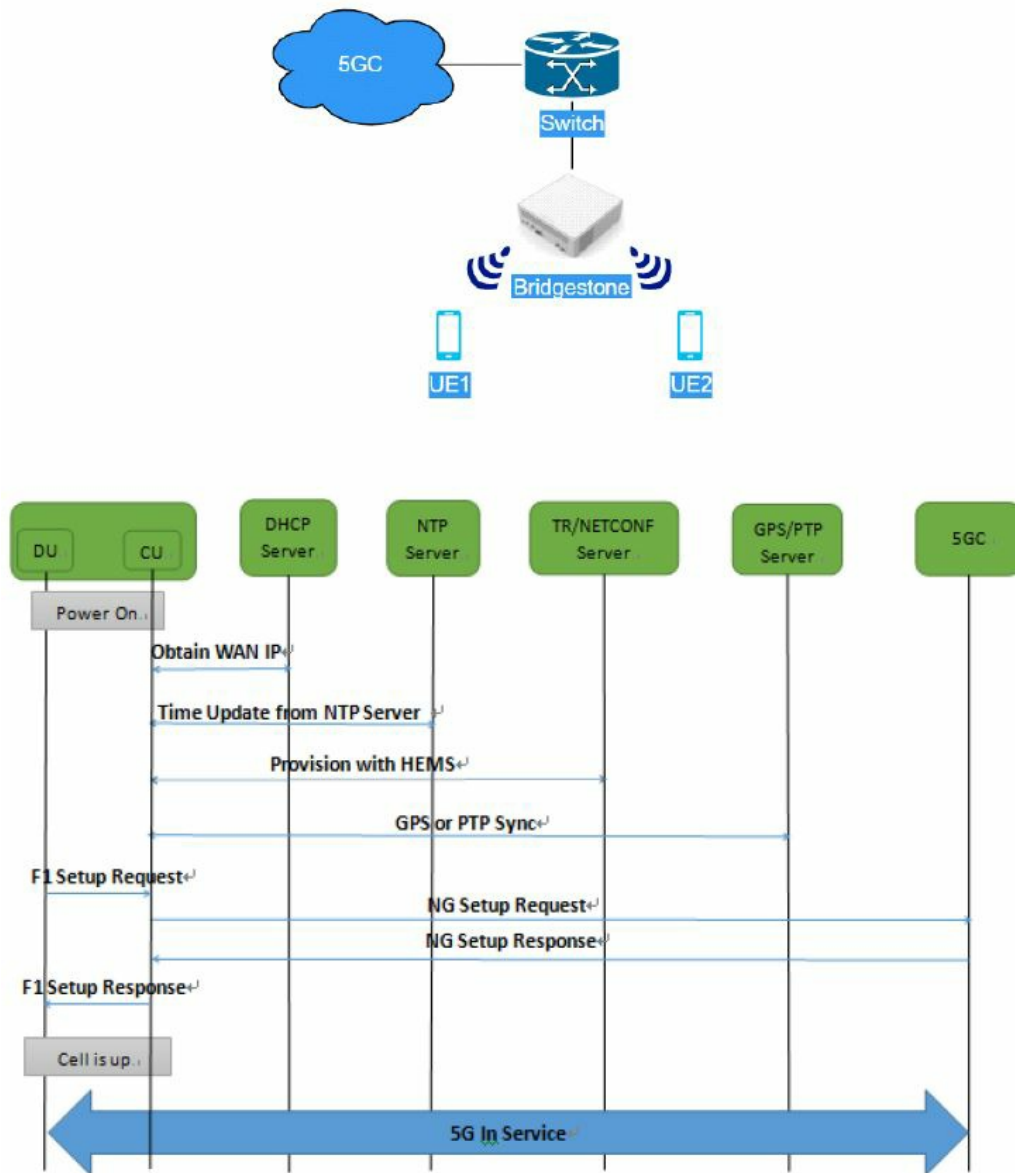 5GC
Switch
Bridgestone
UE1
UE2
DU
CU
DHCP
Server
NTP
Server
TR/NETCONF
Server
GPS/PTP
Server
5GC
Power On
Obtain WAN IP
Time Update from NTP Server
Provision with HEMS
GPS or PTP Sync
F1 Setup Request
NG Setup Request
NG Setup Response
F1 Setup Response
Cell is up
5G In Service